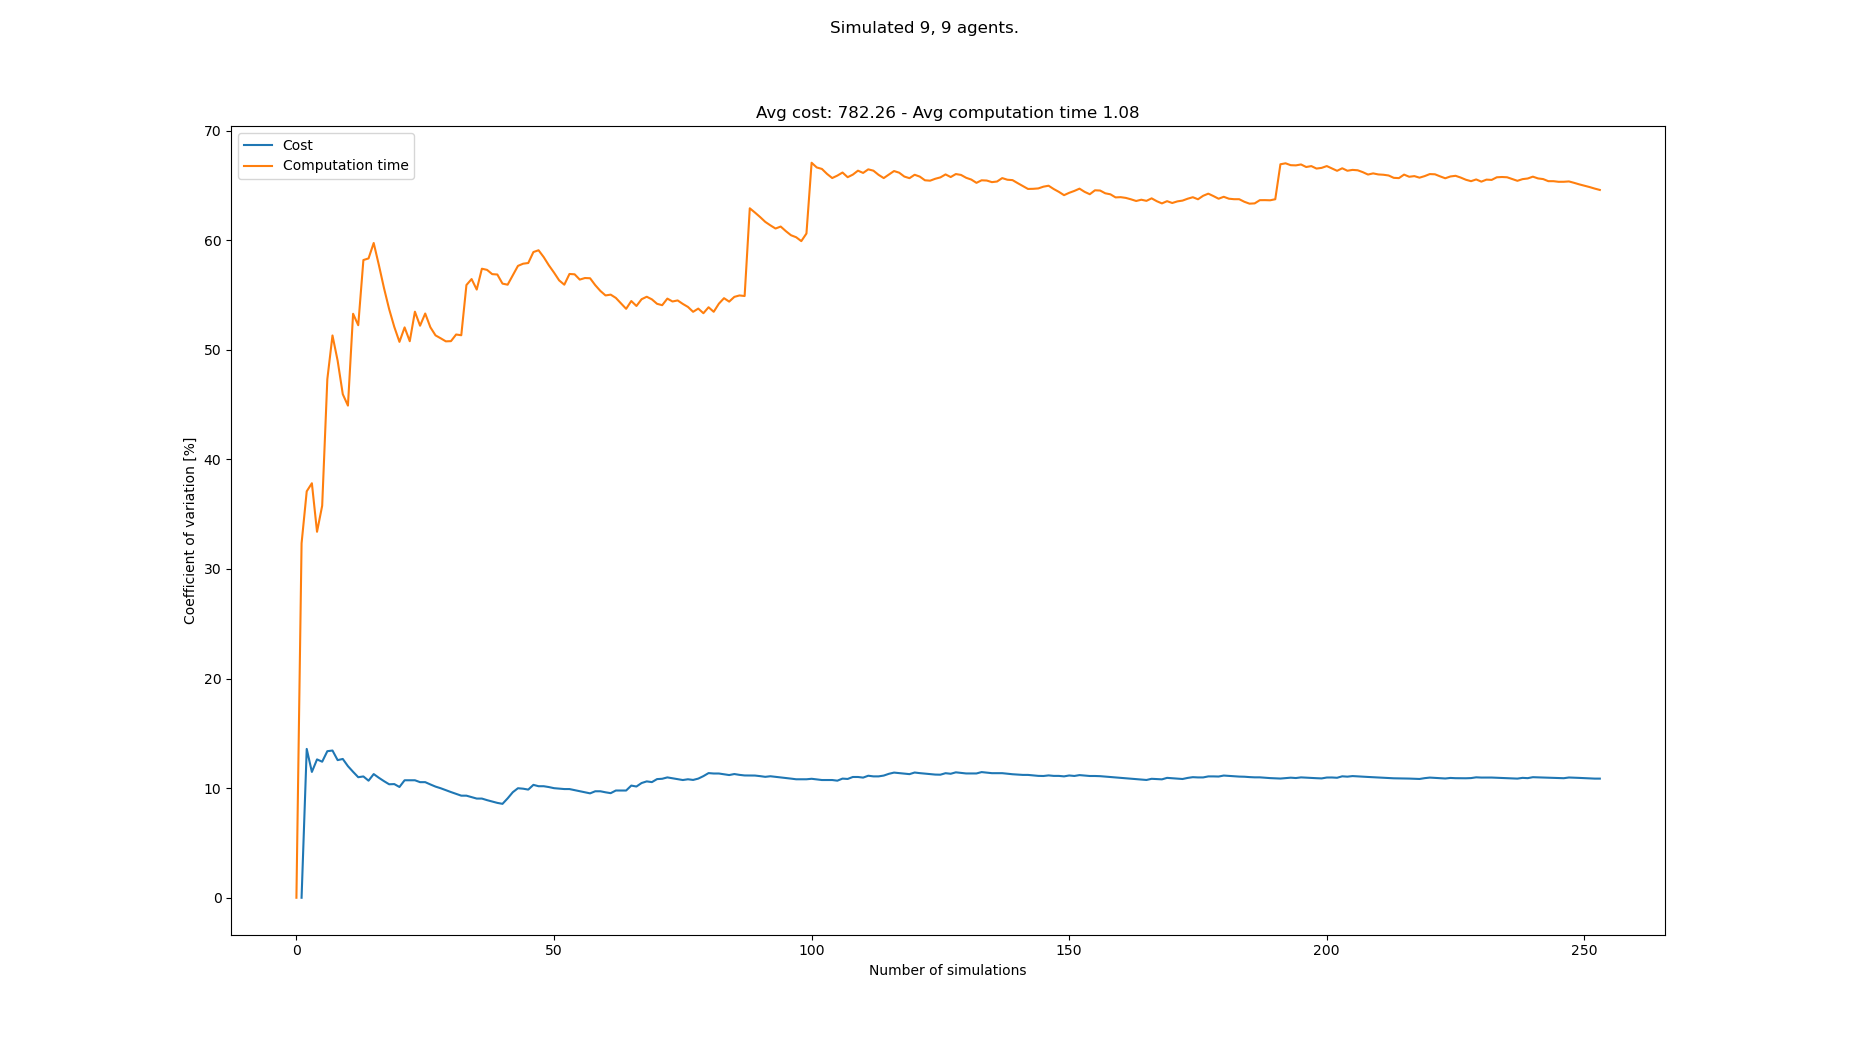 Simulated 9, 9 agents.
Avg cost: 782.26 - Avg computation time 1.08
Cost
Computation time
Coefficient of variation [%]
70
60
50
40
30
20
10
0
0 50 100 150 200 250
Number of simulations